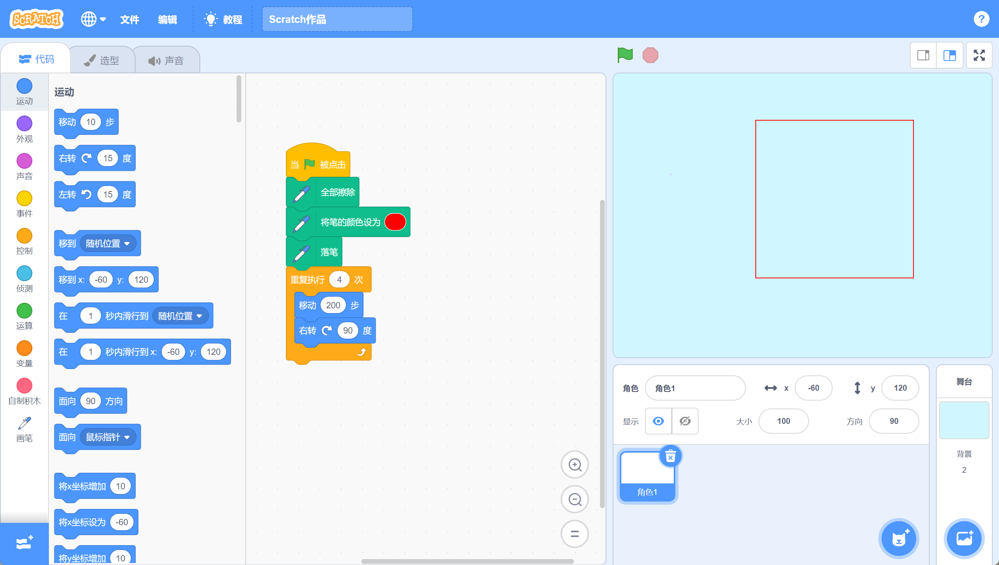 SCRATCH 文件 编辑 教程 Scratch作品 ?
代码 造型 声音
运动
外观
声音
事件
控制
侦测
运算
变量
自制积木
画笔
运动
移动 10 步
右转 15 度
左转 15 度
移到 随机位置
移到 x: -60 y: 120
在 1 秒内滑行到 随机位置
在 1 秒内滑行到 x: -60 y: 120
面向 90 方向
面向 鼠标指针
将x坐标增加 10
将x坐标设为 -60
将y坐标增加 10
当 被点击
全部擦除
将笔的颜色设为
落笔
重复执行 4 次
移动 200 步
右转 90 度
角色 角色1 x -60 y 120
显示 大小 100 方向 90
角色1
舞台
背景
2